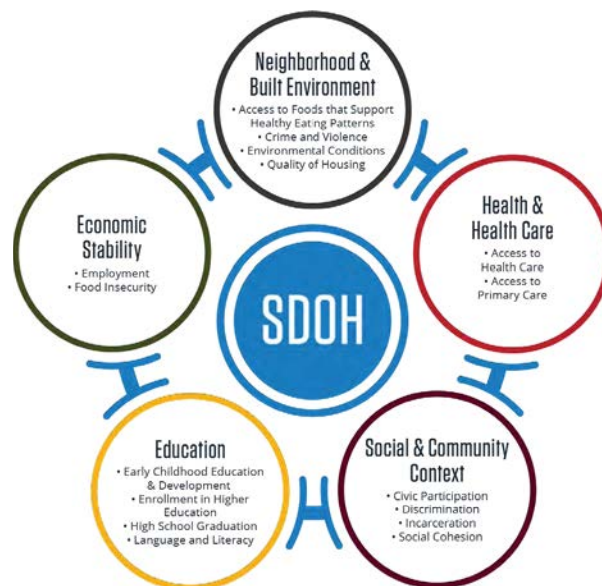 Neighborhood &
Built Environment
• Access to Foods that Support
Healthy Eating Patterns
• Crime and Violence
• Environmental Conditions
• Quality of Housing
Economic
Stability
• Employment
• Food Insecurity
Health &
Health Care
• Access to
Health Care
• Access to
Primary Care
SDOH
Education
• Early Childhood Education
& Development
• Enrollment in Higher
Education
• High School Graduation
• Language and Literacy
Social & Community
Context
• Civic Participation
• Discrimination
• Incarceration
• Social Cohesion